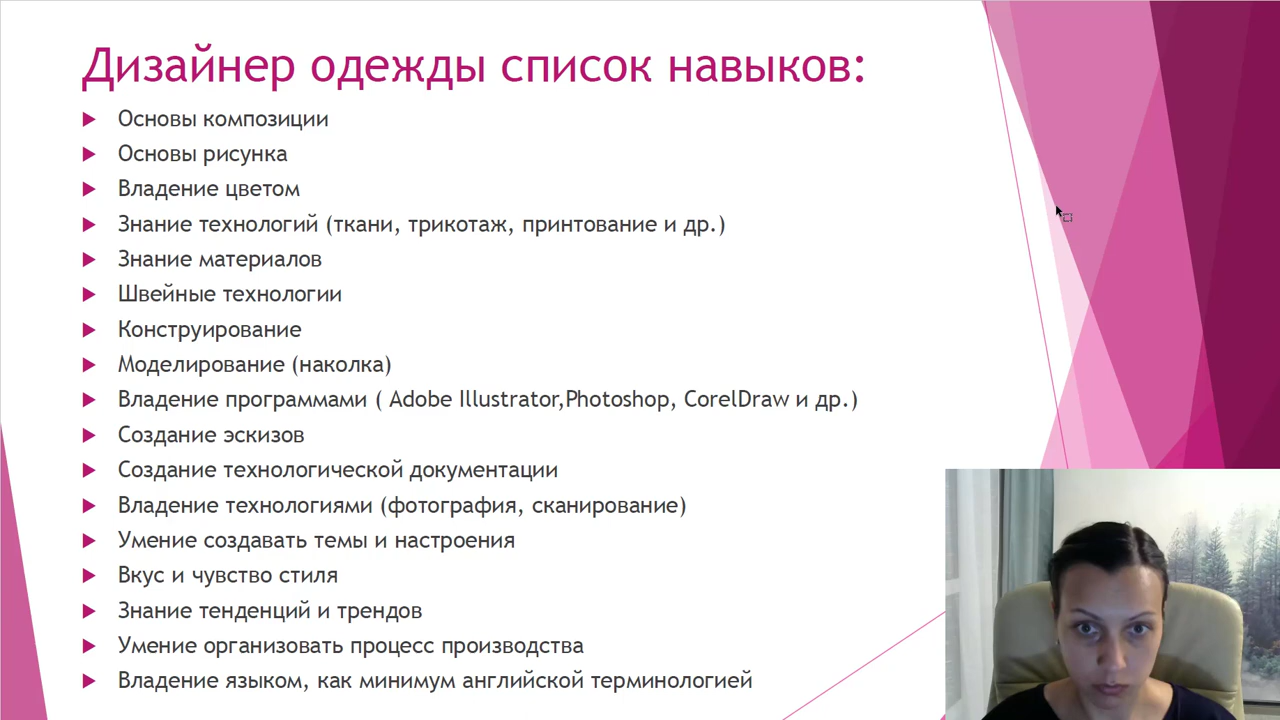 Дизайнер одежды список навыков:
Основы композиции
Основы рисунка
Владение цветом
Знание технологий (ткани, трикотаж, принтование и др.)
Знание материалов
Швейные технологии
Конструирование
Моделирование (наколка)
Владение программами ( Adobe Illustrator,Photoshop, CorelDraw и др.)
Создание эскизов
Создание технологической документации
Владение технологиями (фотография, сканирование)
Умение создавать темы и настроения
Вкус и чувство стиля
Знание тенденций и трендов
Умение организовать процесс производства
Владение языком, как минимум английской терминологией